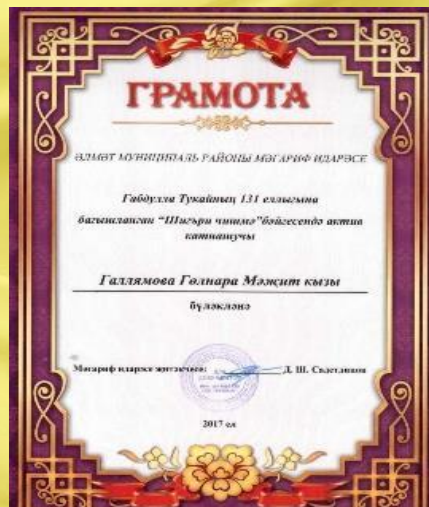 ГРАМОТА
ӘЛМӘТ МУНИЦИПАЛЬ РАЙОНЫ МӘГАРИФ ИДАРӘСЕ
Габдулла Тукайның 131 еллыгына
багышланган “Шигъри чишмә”бәйгесендә актив
катнашучы
Галлямова Гөлнара Мәҗит кызы
бүләкләнә
Мәгариф идарәсе җитәкчесе: Д. Ш.
2017 ел